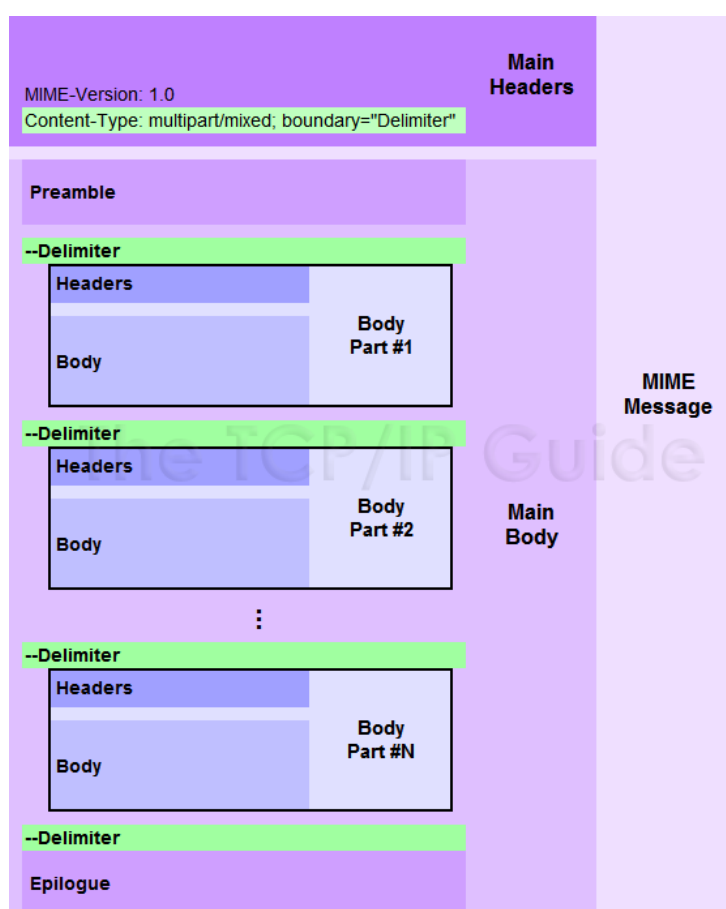 Main
Headers
MIME-Version: 1.0
Content-Type: multipart/mixed; boundary="Delimiter"
Preamble
--Delimiter
Headers
Body
Part #1
Body
MIME
Message
--Delimiter
The TCP/IP Guide
Headers
Body
Part #2
Main
Body
Body
⋮
--Delimiter
Headers
Body
Part #N
Body
--Delimiter
Epilogue